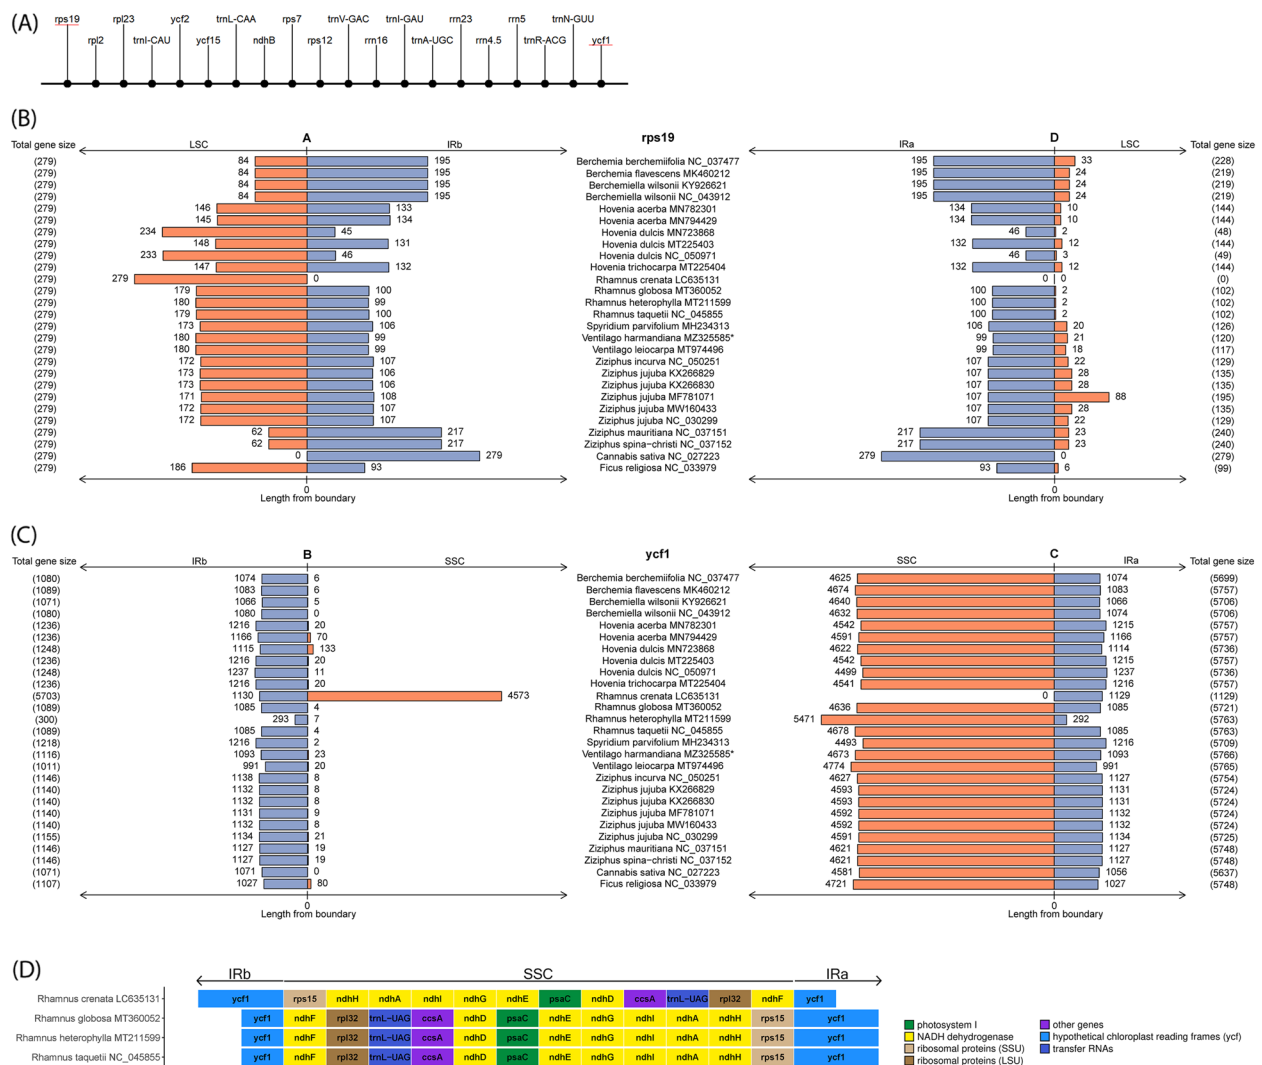 (A)
rps19 rpl23 ycf2 trnL-CAA rps7 trnV-GAC trnI-GAU rrn23 rrn5 trnN-GUU
rpl2 trnI-CAU ycf15 ndhB rps12 rrn16 trnA-UGC rrn4.5 trnR-ACG ycf1
(B)
A rps19 D
Total gene size LSC IRb IRa LSC Total gene size
(279) 84 195 Berchemia berchemiifolia NC_037477 195 33 (228)
(279) 84 195 Berchemia flavescens MK460212 195 24 (219)
(279) 84 195 Berchemiella wilsonii KY926621 195 24 (219)
(279) 84 195 Berchemiella wilsonii NC_043912 195 24 (219)
(279) 146 133 Hovenia acerba MN782301 134 10 (144)
(279) 145 134 Hovenia acerba MN794429 134 10 (144)
(279) 234 45 Hovenia dulcis MN723868 46 2 (48)
(279) 148 131 Hovenia dulcis MT225403 132 12 (144)
(279) 233 46 Hovenia dulcis NC_050971 46 3 (49)
(279) 147 132 Hovenia trichocarpa MT225404 132 12 (144)
(279) 279 0 Rhamnus crenata LC635131 0 0 (0)
(279) 179 100 Rhamnus globosa MT360052 100 2 (102)
(279) 180 99 Rhamnus heterophylla MT211599 100 2 (102)
(279) 179 100 Rhamnus taquetii NC_045855 100 2 (102)
(279) 173 106 Spyridium parvifolium MH234313 106 20 (126)
(279) 180 99 Ventilago harmandiana MZ325585* 99 21 (120)
(279) 180 99 Ventilago leiocarpa MT974496 99 18 (117)
(279) 172 107 Ziziphus incurva NC_050251 107 22 (129)
(279) 173 106 Ziziphus jujuba KX266829 107 28 (135)
(279) 173 106 Ziziphus jujuba KX266830 107 28 (135)
(279) 171 108 Ziziphus jujuba MF781071 107 88 (195)
(279) 172 107 Ziziphus jujuba MW160433 107 28 (135)
(279) 172 107 Ziziphus jujuba NC_030299 107 22 (129)
(279) 62 217 Ziziphus mauritiana NC_037151 217 23 (240)
(279) 62 217 Ziziphus spina−christi NC_037152 217 23 (240)
(279) 0 279 Cannabis sativa NC_027223 279 0 (279)
(279) 186 93 Ficus religiosa NC_033979 93 6 (99)
0 0
Length from boundary Length from boundary
(C)
B ycf1 C
Total gene size IRb SSC SSC IRa Total gene size
(1080) 1074 6 Berchemia berchemiifolia NC_037477 4625 1074 (5699)
(1089) 1083 6 Berchemia flavescens MK460212 4674 1083 (5757)
(1071) 1066 5 Berchemiella wilsonii KY926621 4640 1066 (5706)
(1080) 1080 0 Berchemiella wilsonii NC_043912 4632 1074 (5706)
(1236) 1216 20 Hovenia acerba MN782301 4542 1215 (5757)
(1236) 1166 70 Hovenia acerba MN794429 4591 1166 (5757)
(1248) 1115 133 Hovenia dulcis MN723868 4622 1114 (5736)
(1236) 1216 20 Hovenia dulcis MT225403 4542 1215 (5757)
(1248) 1237 11 Hovenia dulcis NC_050971 4499 1237 (5736)
(1236) 1216 20 Hovenia trichocarpa MT225404 4541 1216 (5757)
(5703) 1130 4573 Rhamnus crenata LC635131 0 1129 (1129)
(1089) 1085 4 Rhamnus globosa MT360052 4636 1085 (5721)
(300) 293 7 Rhamnus heterophylla MT211599 5471 292 (5763)
(1089) 1085 4 Rhamnus taquetii NC_045855 4678 1085 (5763)
(1218) 1216 2 Spyridium parvifolium MH234313 4493 1216 (5709)
(1116) 1093 23 Ventilago harmandiana MZ325585* 4673 1093 (5766)
(1011) 991 20 Ventilago leiocarpa MT974496 4774 991 (5765)
(1146) 1138 8 Ziziphus incurva NC_050251 4627 1127 (5754)
(1140) 1132 8 Ziziphus jujuba KX266829 4593 1131 (5724)
(1140) 1132 8 Ziziphus jujuba KX266830 4593 1131 (5724)
(1140) 1131 9 Ziziphus jujuba MF781071 4592 1132 (5724)
(1140) 1132 8 Ziziphus jujuba MW160433 4592 1132 (5724)
(1155) 1134 21 Ziziphus jujuba NC_030299 4591 1134 (5725)
(1146) 1127 19 Ziziphus mauritiana NC_037151 4621 1127 (5748)
(1146) 1127 19 Ziziphus spina−christi NC_037152 4621 1127 (5748)
(1071) 1071 0 Cannabis sativa NC_027223 4581 1056 (5637)
(1107) 1027 80 Ficus religiosa NC_033979 4721 1027 (5748)
0 0
Length from boundary Length from boundary
(D)
IRb SSC IRa
Rhamnus crenata LC635131 ycf1 rps15 ndhH ndhA ndhI ndhG ndhE psaC ndhD ccsA trnL−UAG rpl32 ndhF ycf1
Rhamnus globosa MT360052 ycf1 ndhF rpl32 trnL−UAG ccsA ndhD psaC ndhE ndhG ndhI ndhA ndhH rps15 ycf1
Rhamnus heterophylla MT211599 ycf1 ndhF rpl32 trnL−UAG ccsA ndhD psaC ndhE ndhG ndhI ndhA ndhH rps15 ycf1
Rhamnus taquetii NC_045855 ycf1 ndhF rpl32 trnL−UAG ccsA ndhD psaC ndhE ndhG ndhI ndhA ndhH rps15 ycf1
photosystem I other genes
NADH dehydrogenase hypothetical chloroplast reading frames (ycf)
ribosomal proteins (SSU) transfer RNAs
ribosomal proteins (LSU)